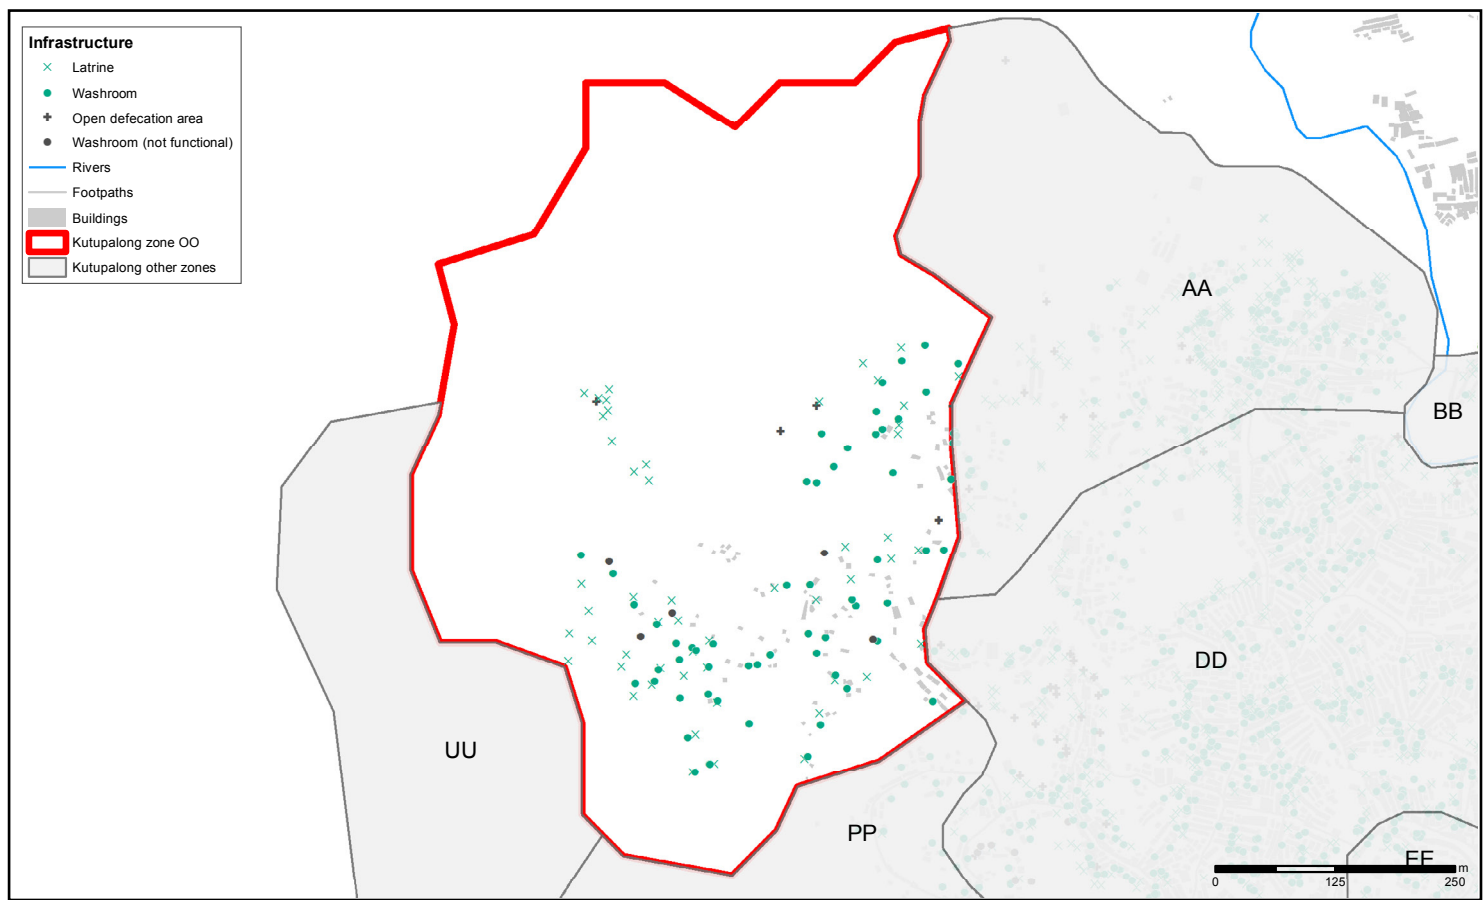 Infrastructure
Latrine
Washroom
Open defecation area
Washroom (not functional)
Rivers
Footpaths
Buildings
Kutupalong zone OO
Kutupalong other zones
AA
BB
DD
UU
PP
EE
m
0 125 250